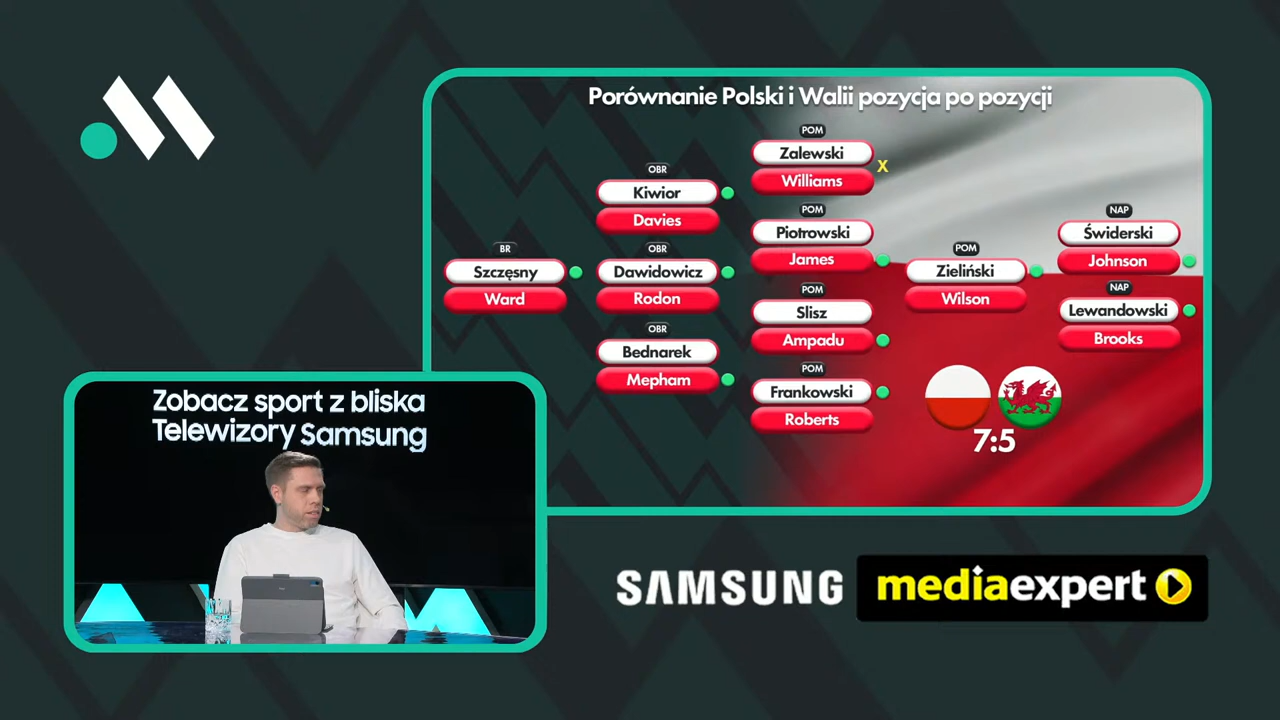 Porównanie Polski i Walii pozycja po pozycji
BR
Szczęsny
Ward
OBR
Kiwior
Davies
OBR
Dawidowicz
Rodon
OBR
Bednarek
Mepham
POM
Zalewski
X
Williams
POM
Piotrowski
James
POM
Slisz
Ampadu
POM
Frankowski
Roberts
POM
Zieliński
Wilson
NAP
Świderski
Johnson
NAP
Lewandowski
Brooks
7:5
Zobacz sport z bliska
Telewizory Samsung
SAMSUNG
mediaexpert